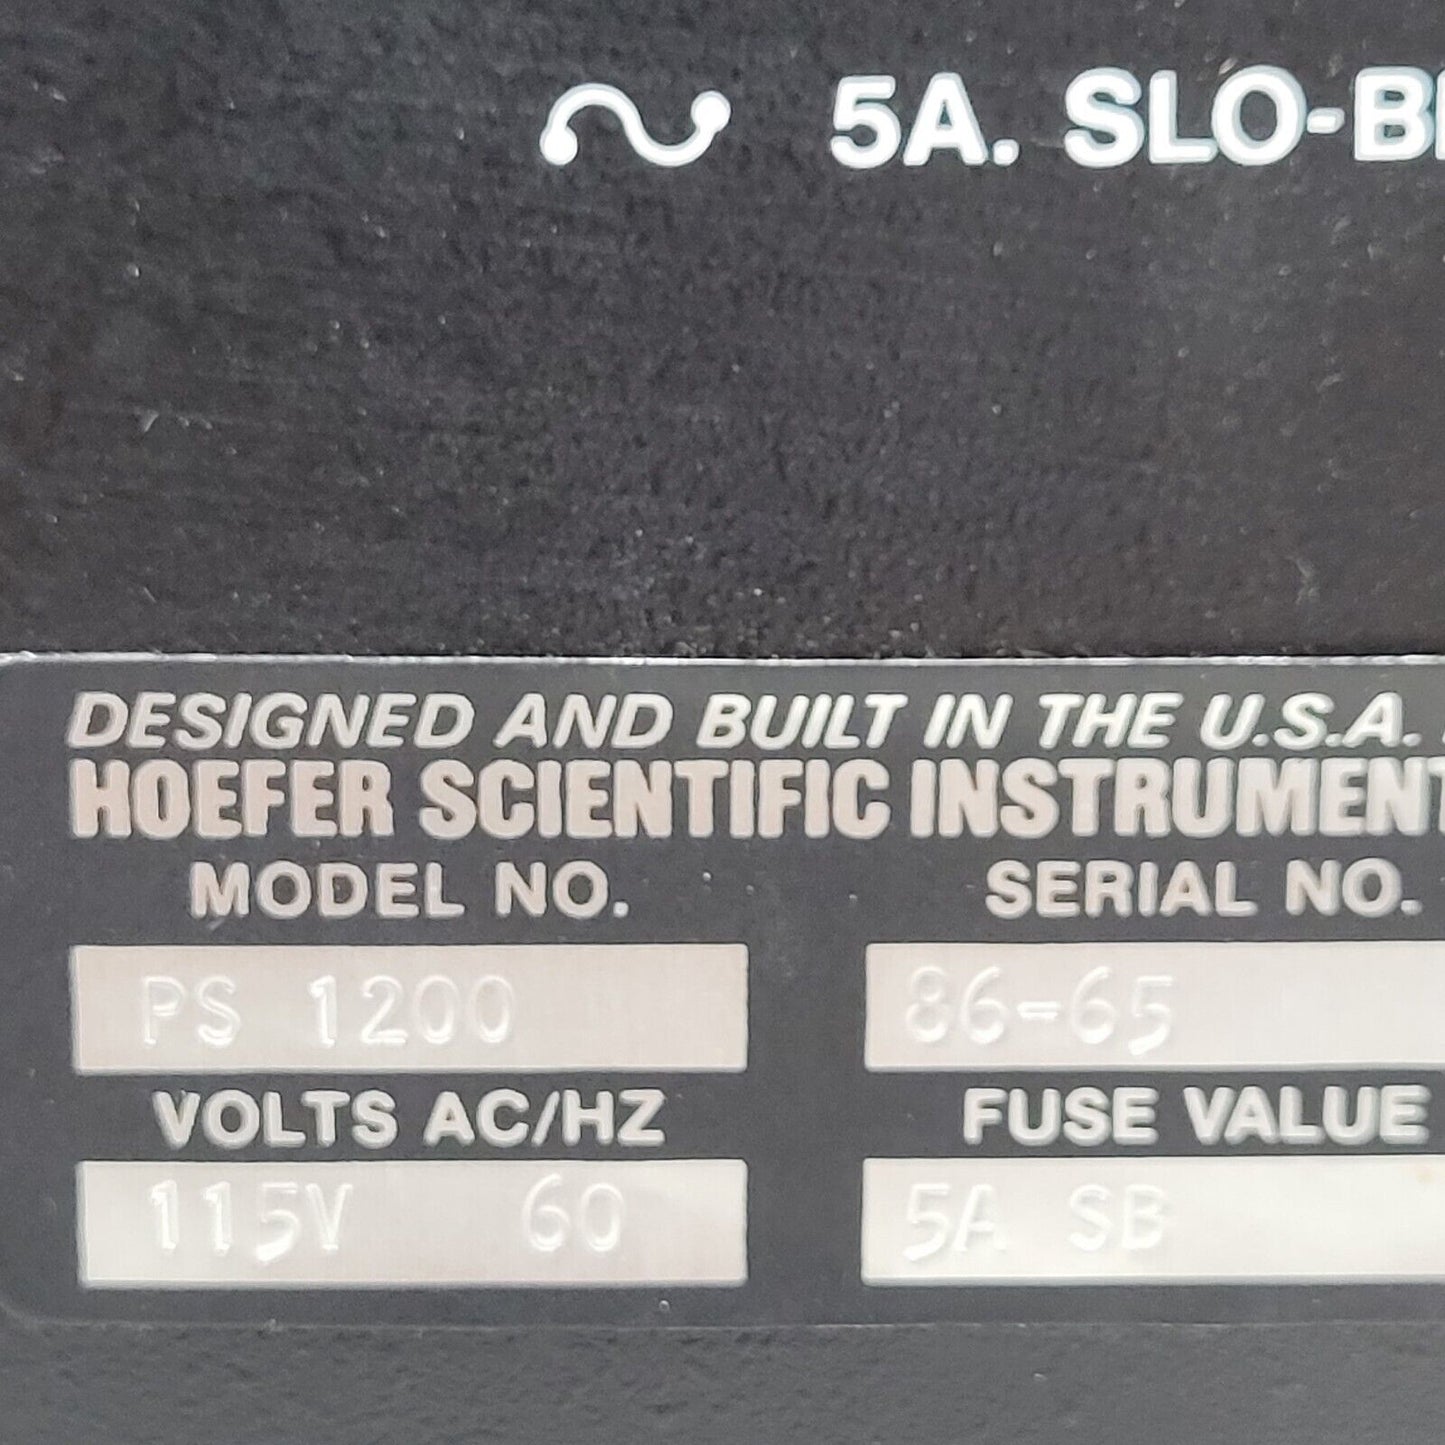 5A. SLO-B
DESIGNED AND BUILT IN THE U.S.A.
HOEFER SCIENTIFIC INSTRUMENT
MODEL NO. SERIAL NO.
PS 1200 86-65
VOLTS AC/HZ FUSE VALUE
115V 60 5A SB